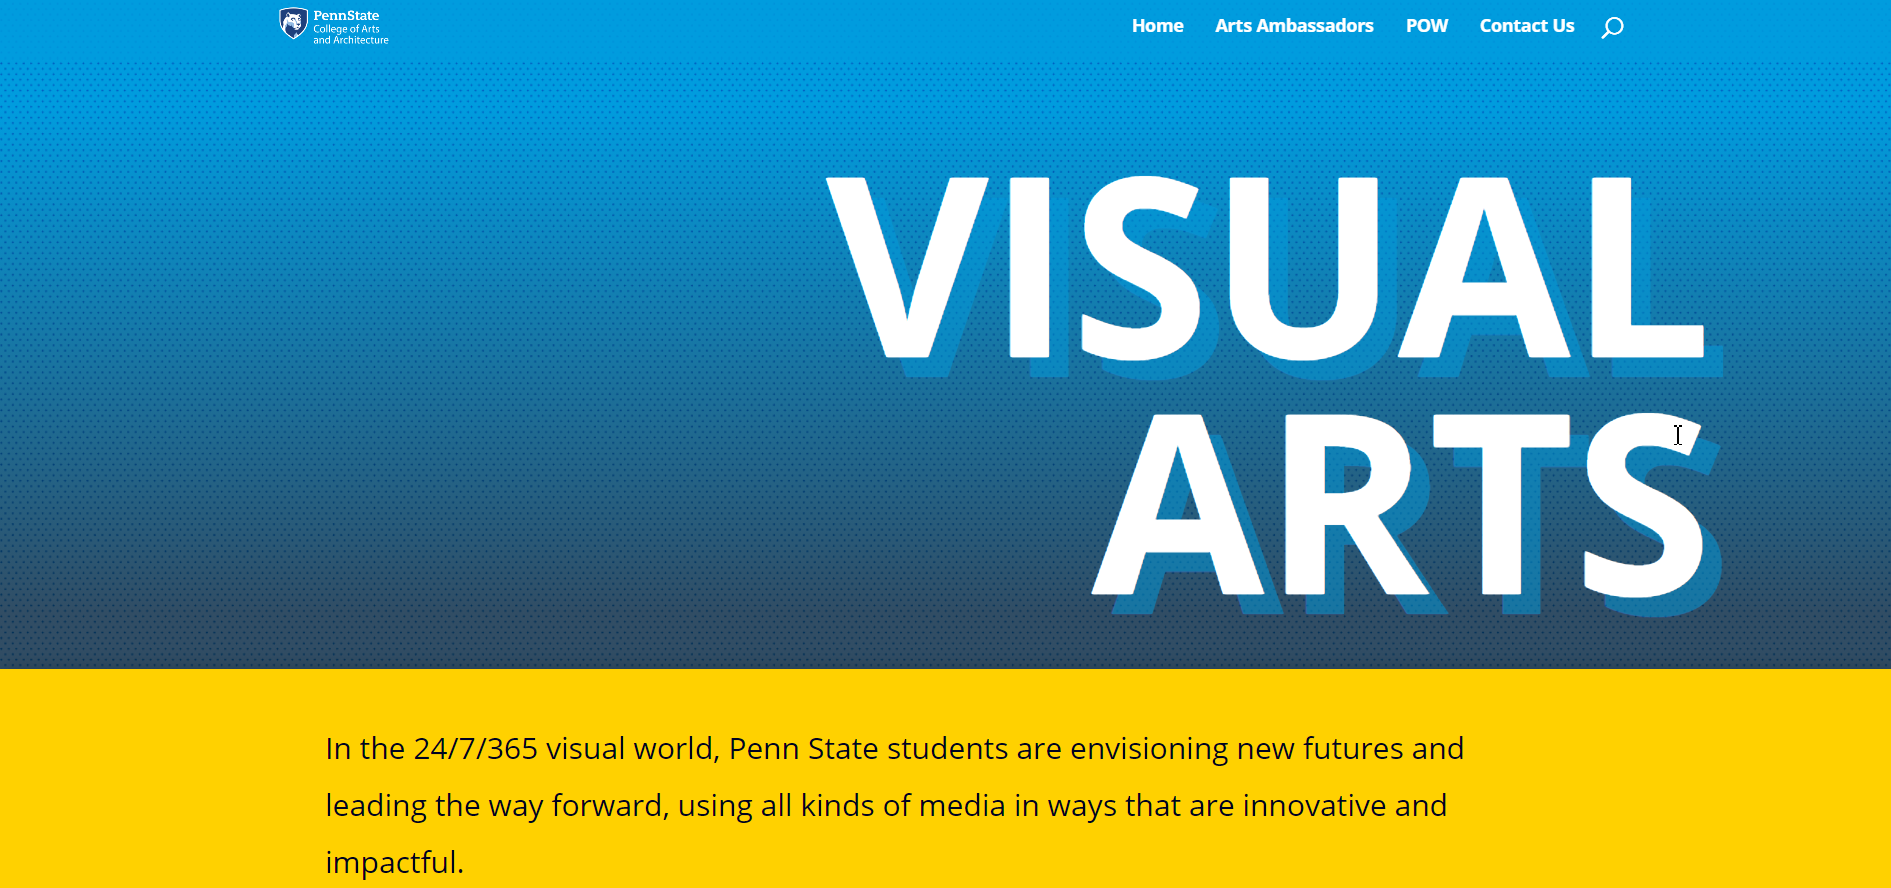 PennState
College of Arts
and Architecture
Home Arts Ambassadors POW Contact Us
VISUAL
ARTS
In the 24/7/365 visual world, Penn State students are envisioning new futures and
leading the way forward, using all kinds of media in ways that are innovative and
impactful.